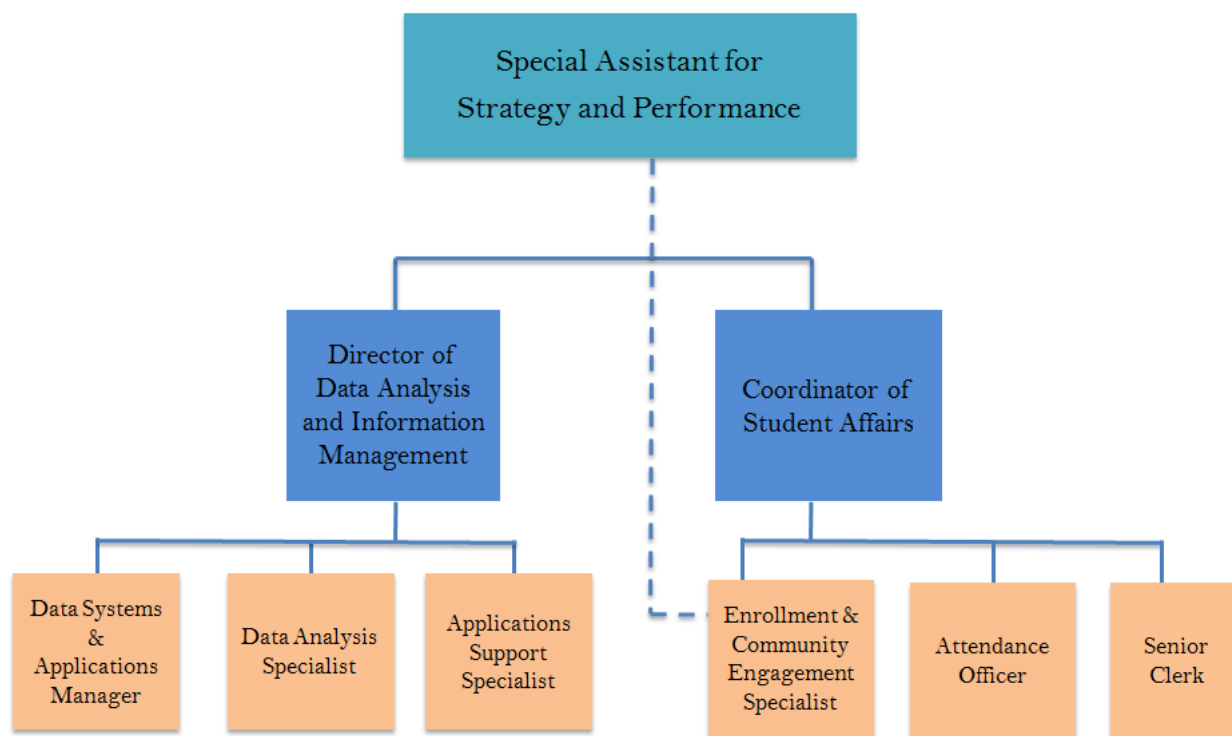 Special Assistant for
Strategy and Performance
Director of
Data Analysis
and Information
Management
Coordinator of
Student Affairs
Data Systems
&
Applications
Manager
Data Analysis
Specialist
Applications
Support
Specialist
Enrollment &
Community
Engagement
Specialist
Attendance
Officer
Senior
Clerk